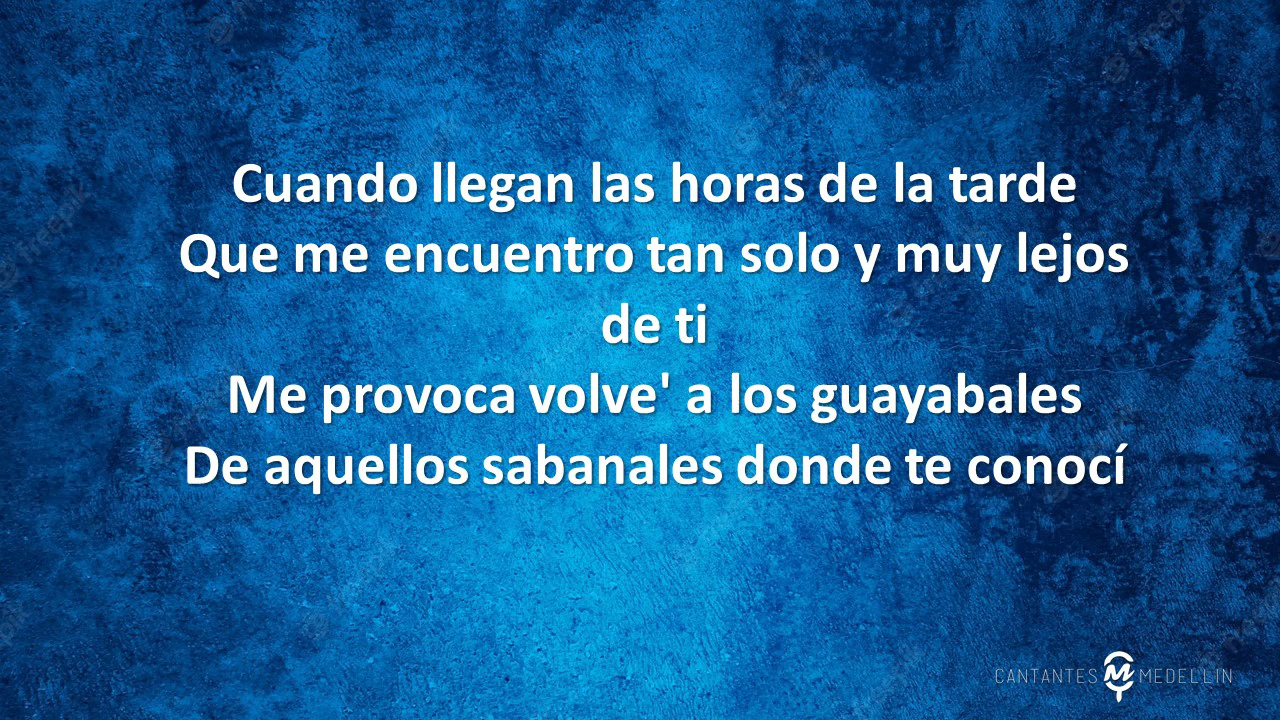 Cuando llegan las horas de la tarde
Que me encuentro tan solo y muy lejos
de ti
Me provoca volve' a los guayabales
De aquellos sabanales donde te conocí
CANTANTES MEDELLIN